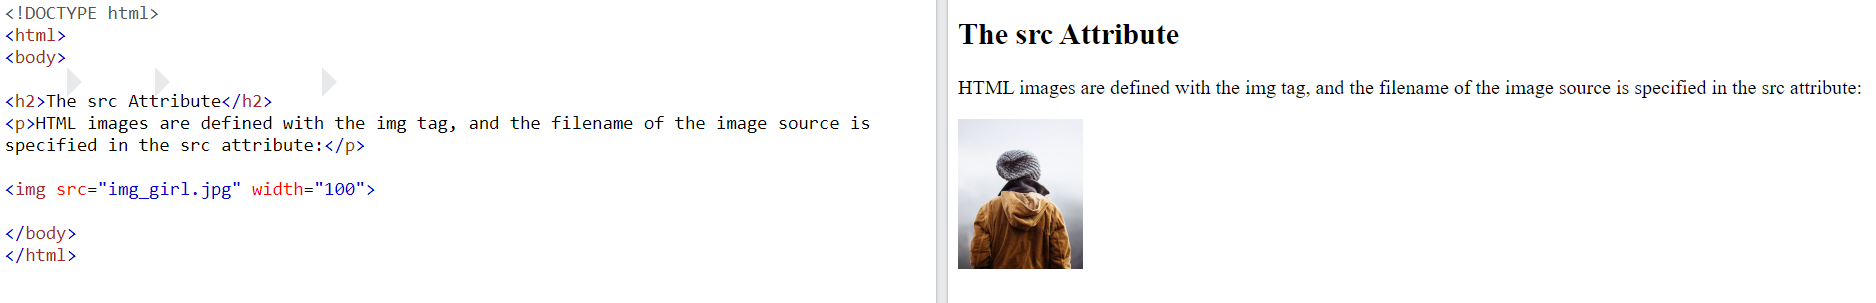 <!DOCTYPE html>
<html>
<body>
<h2>The src Attribute</h2>
<p>HTML images are defined with the img tag, and the filename of the image source is
specified in the src attribute:</p>
<img src="img_girl.jpg" width="100">
</body>
</html>
The src Attribute
HTML images are defined with the img tag, and the filename of the image source is specified in the src attribute: